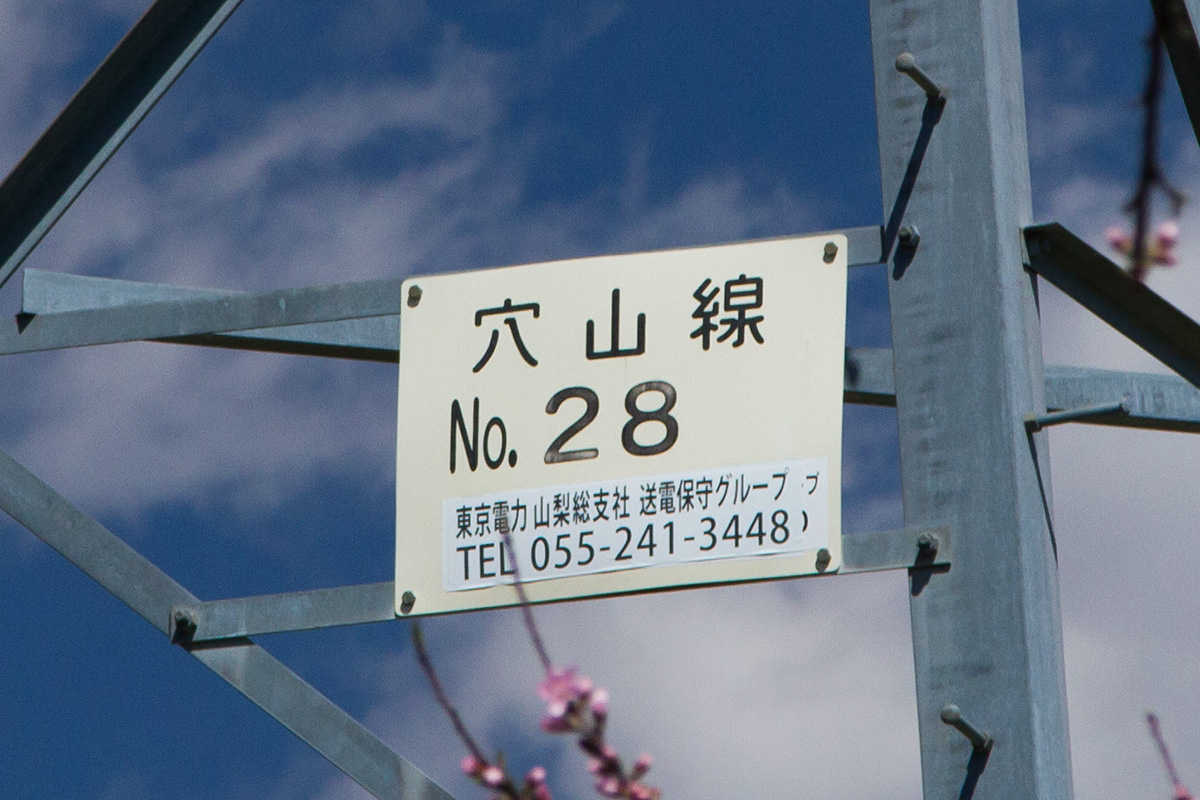 穴山線
No. 28
東京電力 山梨総支社 送電保守グループ
TEL 055-241-3448